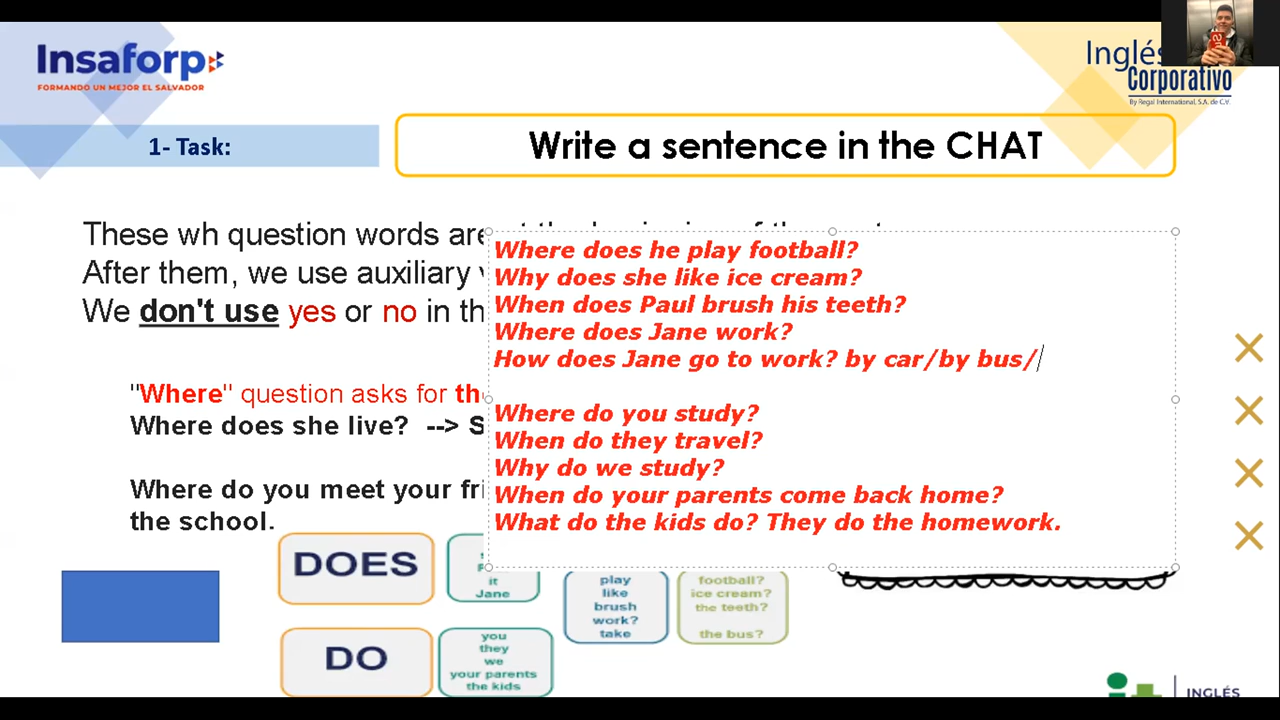 Insaforp
FORMANDO UN MEJOR EL SALVADOR
Inglés
Corporativo
By Regal International, S.A. de C.V.
1- Task:
Write a sentence in the CHAT
These wh question words are
After them, we use auxiliary
We don't use yes or no in
"Where" question asks for
Where does she live? --> S
Where do you meet your
the school.
Where does he play football?
Why does she like ice cream?
When does Paul brush his teeth?
Where does Jane work?
How does Jane go to work? by car/by bus/
Where do you study?
When do they travel?
Why do we study?
When do your parents come back home?
What do the kids do? They do the homework.
DOES
it
Jane
play
like
brush
work?
take
football?
ice cream?
the teeth?
the bus?
DO
you
they
we
your parents
the kids
INGLÉS